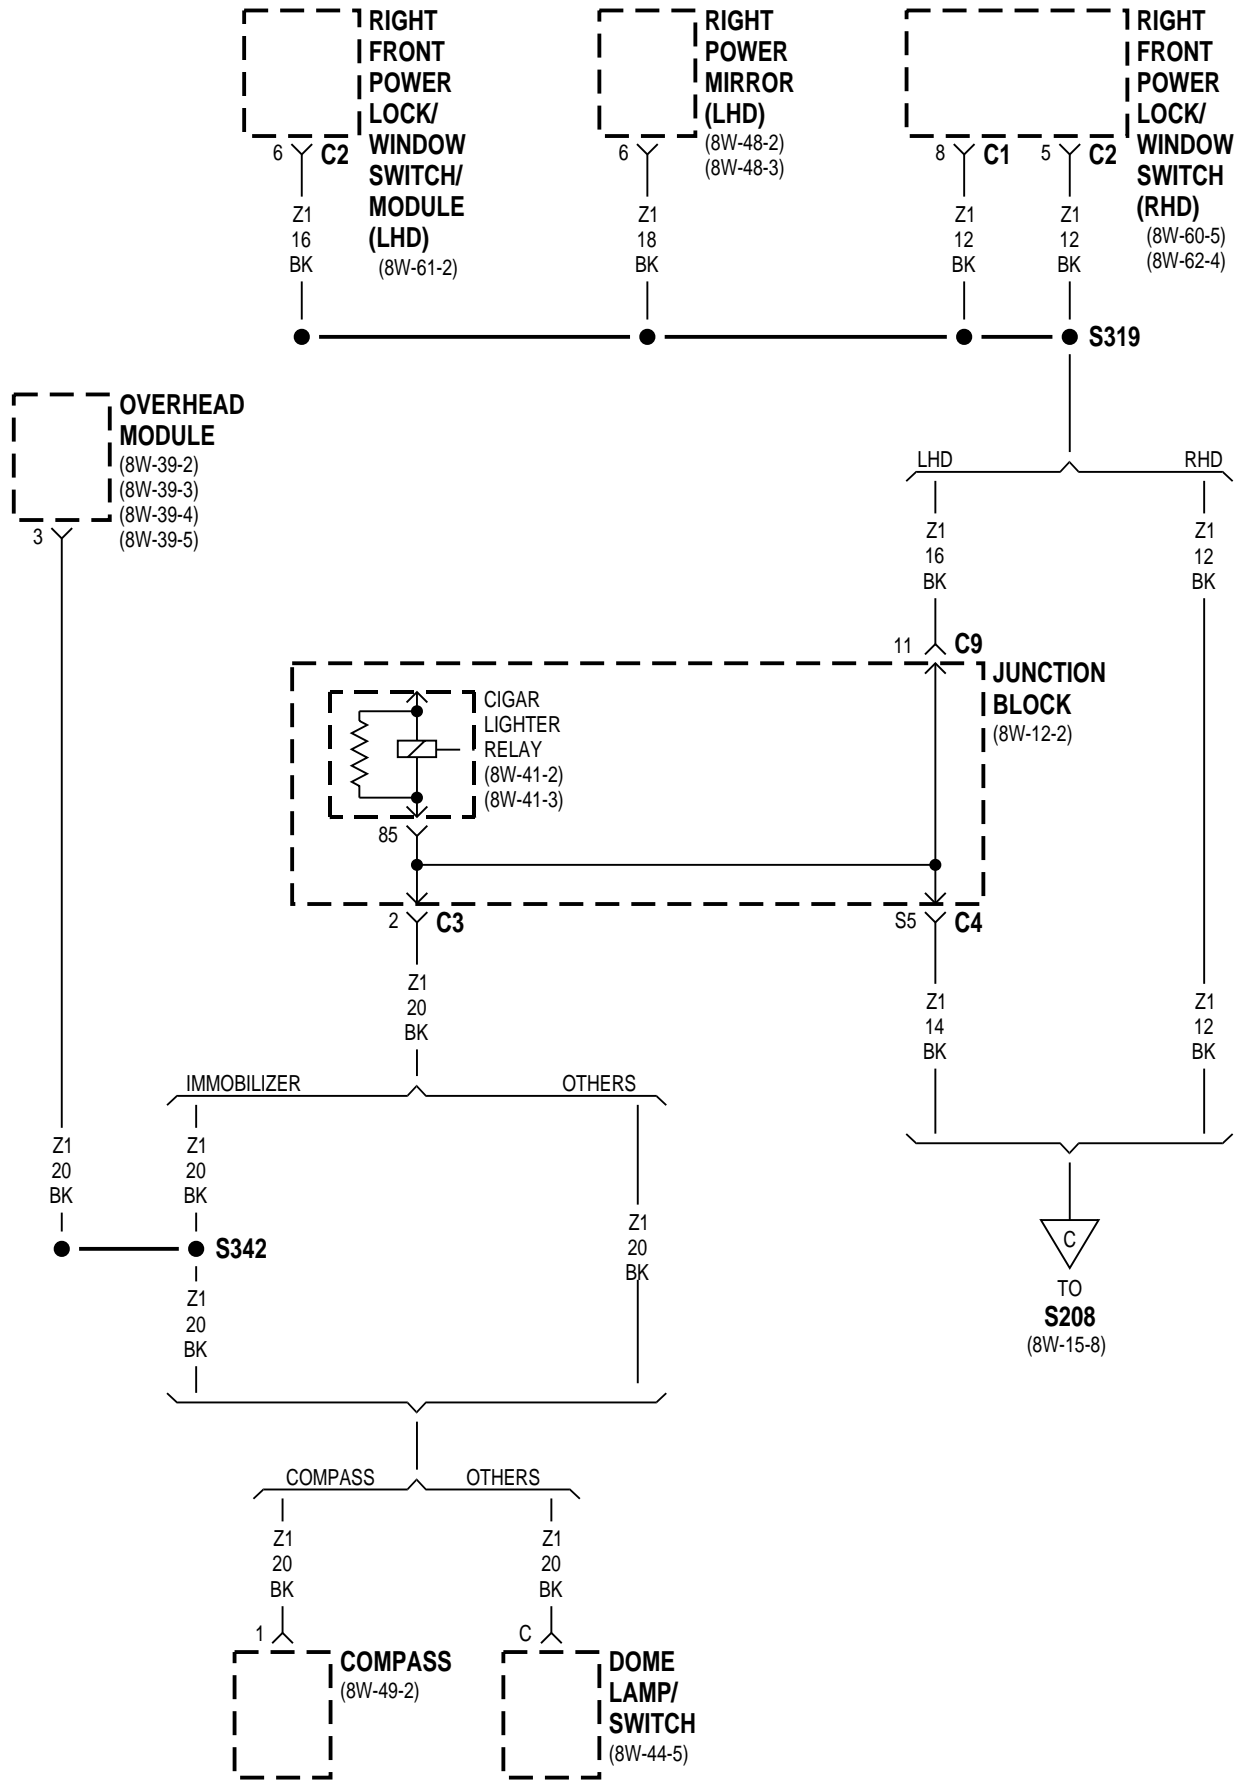 RIGHT
FRONT
POWER
LOCK/
WINDOW
SWITCH/
MODULE
(LHD)
(8W-61-2)
6
C2
Z1
16
BK
RIGHT
POWER
MIRROR
(LHD)
(8W-48-2)
(8W-48-3)
6
Z1
18
BK
RIGHT
FRONT
POWER
LOCK/
WINDOW
SWITCH
(RHD)
(8W-60-5)
(8W-62-4)
8
C1
5
C2
Z1
12
BK
Z1
12
BK
S319
OVERHEAD
MODULE
(8W-39-2)
(8W-39-3)
(8W-39-4)
(8W-39-5)
3
LHD
RHD
Z1
16
BK
Z1
12
BK
11
C9
JUNCTION
BLOCK
(8W-12-2)
CIGAR
LIGHTER
RELAY
(8W-41-2)
(8W-41-3)
85
2
C3
S5
C4
Z1
20
BK
Z1
14
BK
Z1
12
BK
IMMOBILIZER
OTHERS
Z1
20
BK
Z1
20
BK
S342
Z1
20
BK
Z1
20
BK
C
TO
S208
(8W-15-8)
COMPASS
OTHERS
Z1
20
BK
Z1
20
BK
1
C
COMPASS
(8W-49-2)
DOME
LAMP/
SWITCH
(8W-44-5)